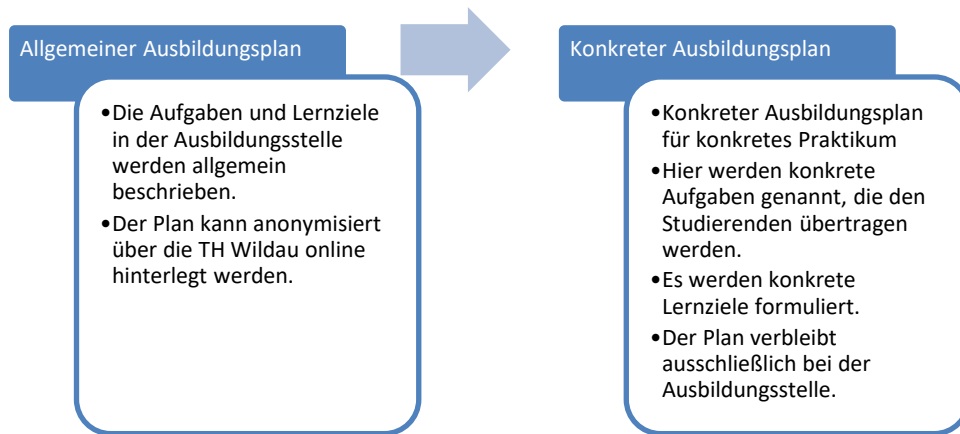 Allgemeiner Ausbildungsplan
•Die Aufgaben und Lernziele
in der Ausbildungsstelle
werden allgemein
beschrieben.
•Der Plan kann anonymisiert
über die TH Wildau online
hinterlegt werden.
Konkreter Ausbildungsplan
•Konkreter Ausbildungsplan
für konkretes Praktikum
•Hier werden konkrete
Aufgaben genannt, die den
Studierenden übertragen
werden.
•Es werden konkrete
Lernziele formuliert.
•Der Plan verbleibt
ausschließlich bei der
Ausbildungsstelle.